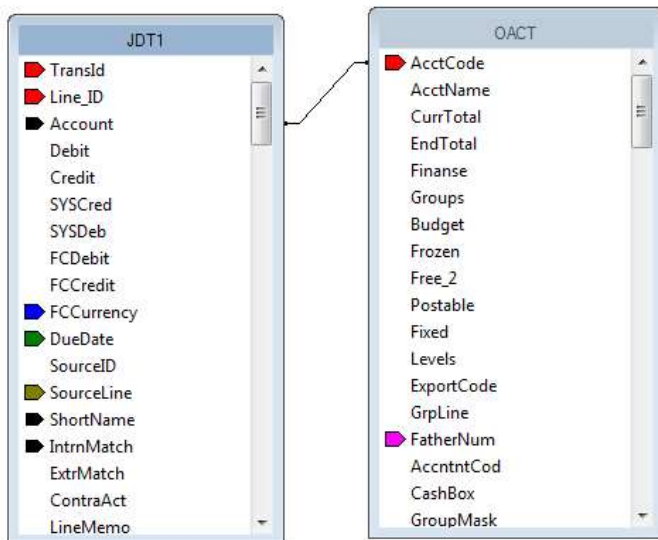 JDT1
TransId
Line_ID
Account
Debit
Credit
SYSCred
SYSDeb
FCDebit
FCCredit
FCCurrency
DueDate
SourceID
SourceLine
ShortName
IntrnMatch
ExtrMatch
ContraAct
LineMemo
OACT
AcctCode
AcctName
CurrTotal
EndTotal
Finanse
Groups
Budget
Frozen
Free_2
Postable
Fixed
Levels
ExportCode
GrpLine
FatherNum
AccntntCod
CashBox
GroupMask